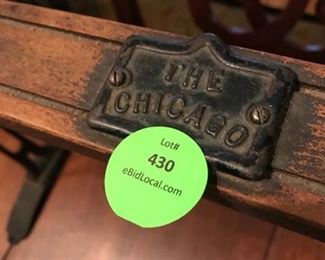 THE
CHICAGO
Lot#
430
eBidLocal.com